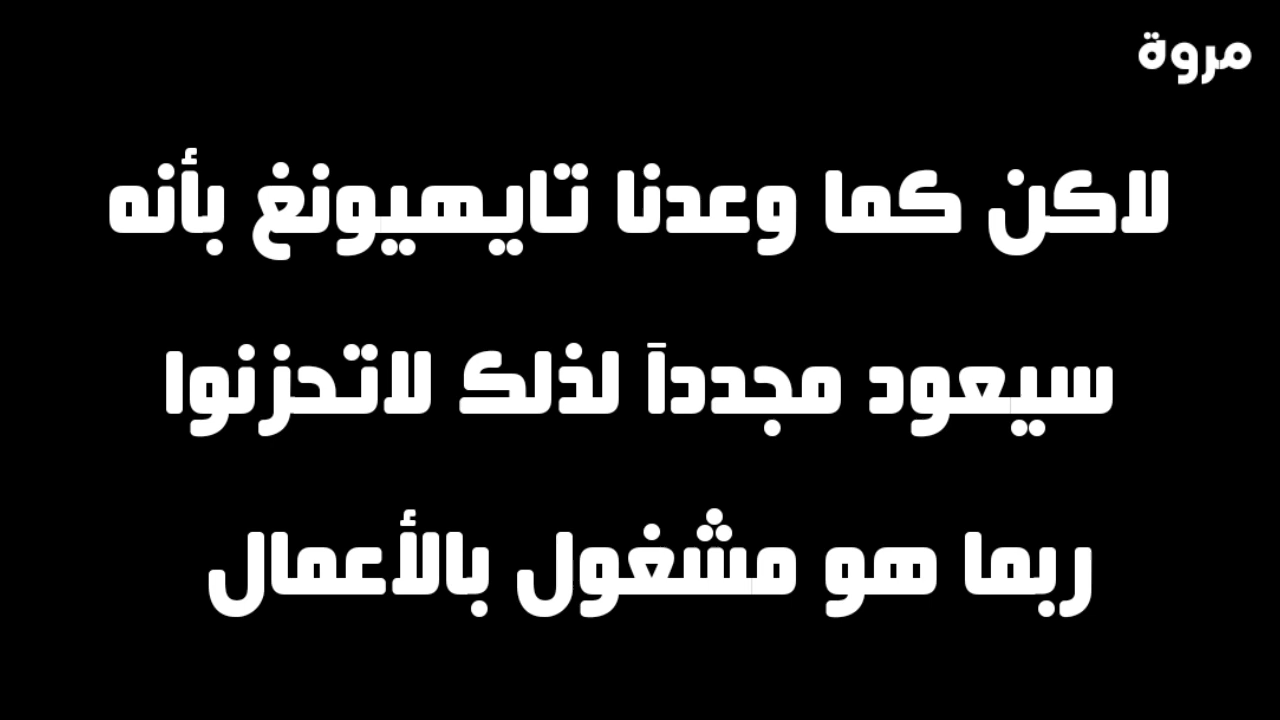 مروة
لاكن كما وعدنا تايهيونغ بأنه
سيعود مجدداً لذلك لاتحزنوا
ربما هو مشغول بالأعمال